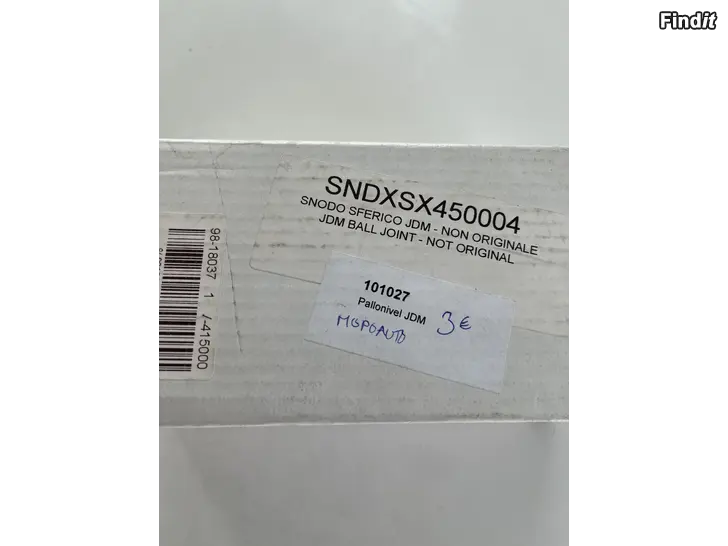 Findit
SNDXSX450004
SNODO SFERICO JDM - NON ORIGINALE
JDM BALL JOINT - NOT ORIGINAL
98-18037 1 /-415000
101027
Pallonivel JDM
MOPOAUTO 3€